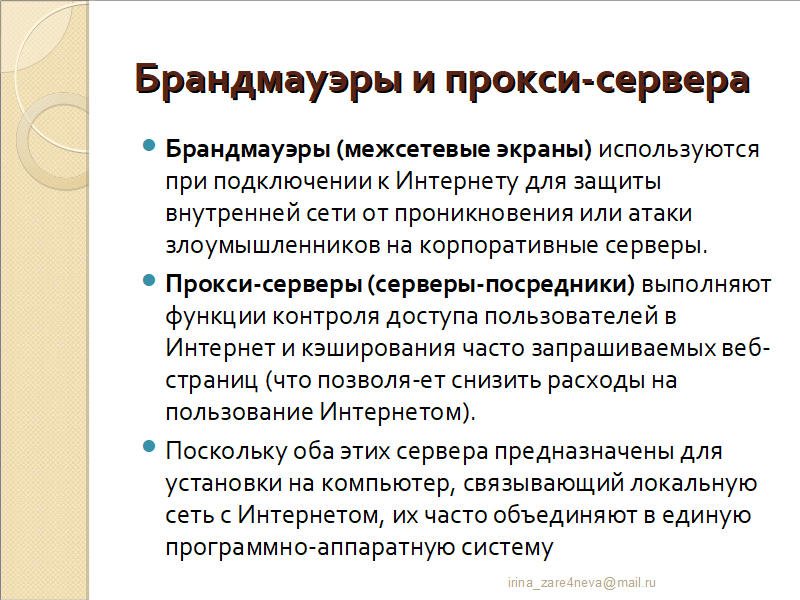 Брандмауэры и прокси-сервера
Брандмауэры (межсетевые экраны) используются
при подключении к Интернету для защиты
внутренней сети от проникновения или атаки
злоумышленников на корпоративные серверы.
Прокси-серверы (серверы-посредники) выполняют
функции контроля доступа пользователей в
Интернет и кэширования часто запрашиваемых веб-
страниц (что позволя-ет снизить расходы на
пользование Интернетом).
Поскольку оба этих сервера предназначены для
установки на компьютер, связывающий локальную
сеть с Интернетом, их часто объединяют в единую
программно-аппаратную систему
irina_zare4neva@mail.ru